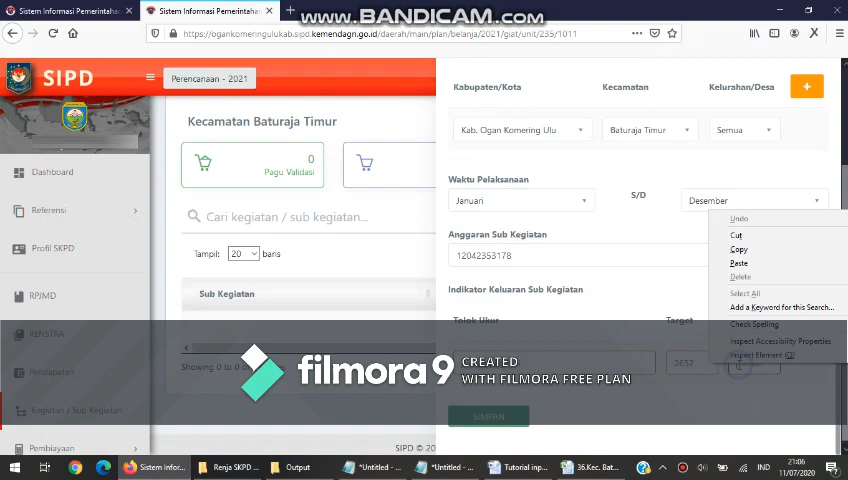 Sistem Informasi Pemerintahan
Sistem Informasi Pemerintahan
www.BANDICAM.com
https://ogankomeringulukab.sipd.kemendagri.go.id/daerah/main/plan/belanja/2021/giat/unit/235/1011
SIPD
Perencanaan - 2021
Dashboard
Referensi
Profil SKPD
RPJMD
RENSTRA
Pendapatan
Kegiatan / Sub Kegiatan
Pembiayaan
Kecamatan Baturaja Timur
0
Pagu Validasi
Cari kegiatan / sub kegiatan...
Tampil: 20 baris
Sub Kegiatan
Showing 0 to 0 of
SIPD © 20
Kabupaten/Kota
Kecamatan
Kelurahan/Desa
+
Kab. Ogan Komering Ulu
Baturaja Timur
Semua
Waktu Pelaksanaan
Januari
S/D
Desember
Anggaran Sub Kegiatan
12042353178
Indikator Keluaran Sub Kegiatan
Tolok Ukur
Target
2652
SIMPAN
Undo
Cut
Copy
Paste
Delete
Select All
Add a Keyword for this Search...
Check Spelling
Inspect Accessibility Properties
Inspect Element (Q)
filmora9
CREATED
WITH FILMORA FREE PLAN
Sistem Infor...
Renja SKPD ...
Output
*Untitled - ...
*Untitled - ...
Tutorial inp...
36.Kec. Bat...
IND
21:06
11/07/2020